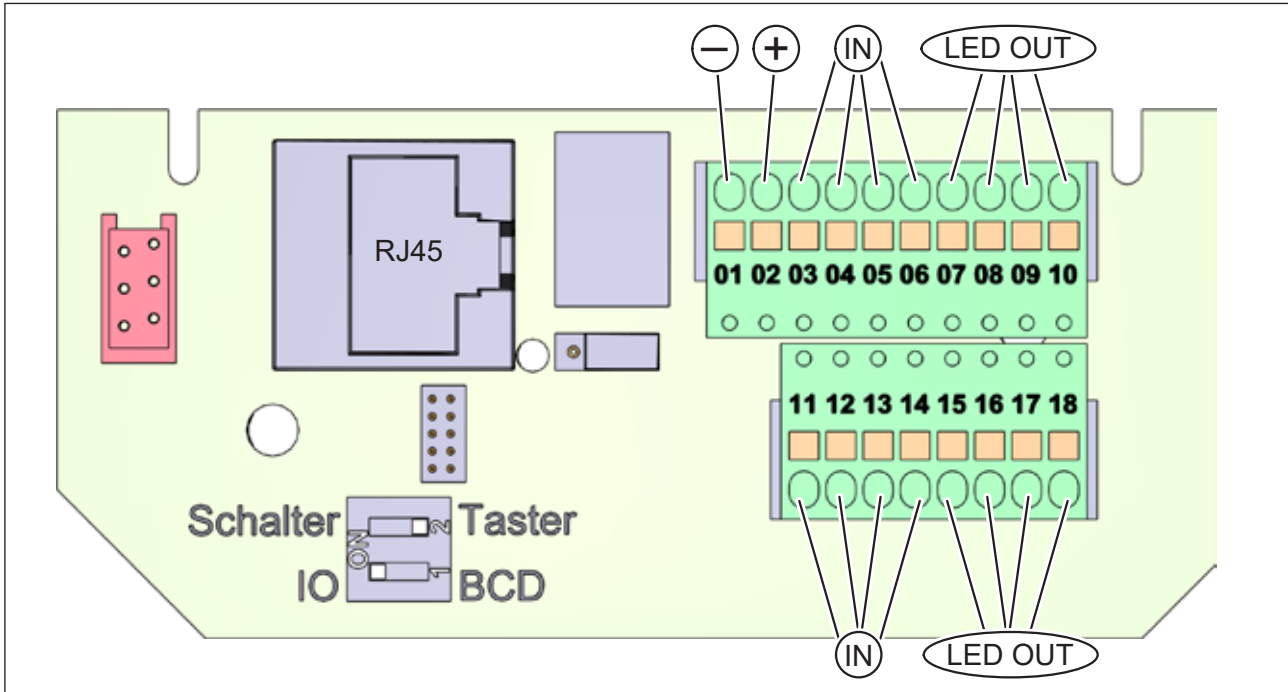 − + IN LED OUT
RJ45
01 02 03 04 05 06 07 08 09 10
11 12 13 14 15 16 17 18
Schalter 2 Taster
ON
IO 1 BCD
IN LED OUT